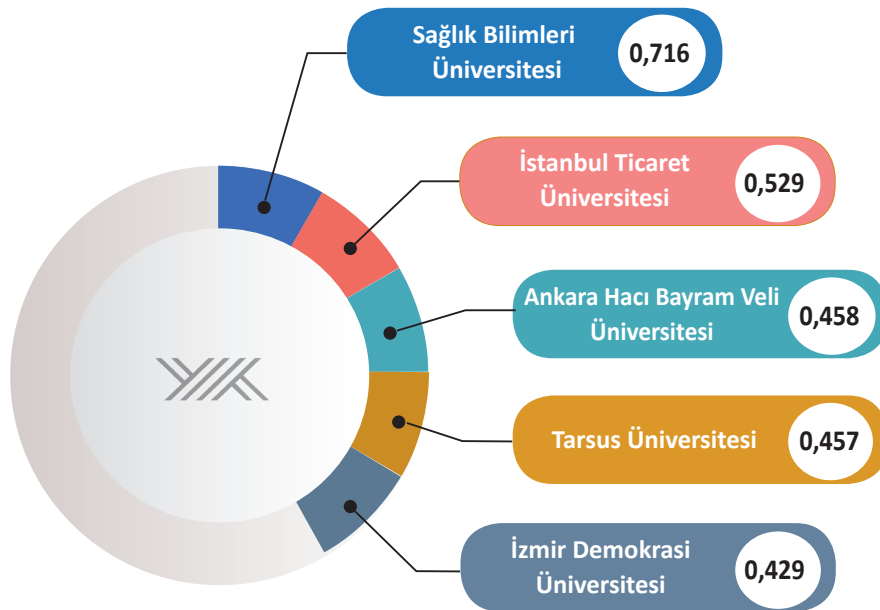 Sağlık Bilimleri
Üniversitesi
0,716
İstanbul Ticaret
Üniversitesi
0,529
Ankara Hacı Bayram Veli
Üniversitesi
0,458
Tarsus Üniversitesi
0,457
İzmir Demokrasi
Üniversitesi
0,429